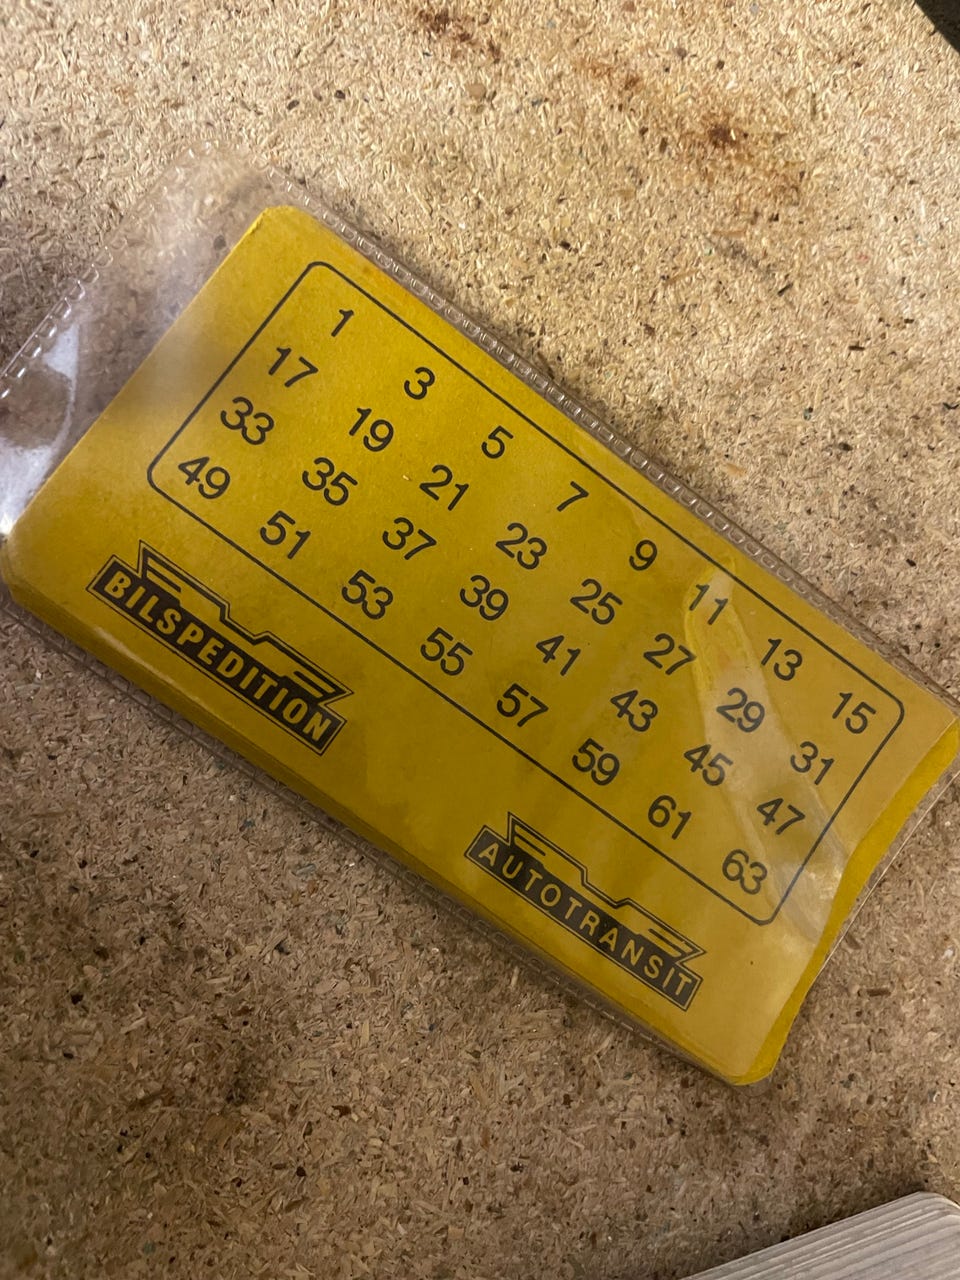 1 3 5 7 9 11 13 15
17 19 21 23 25 27 29 31
33 35 37 39 41 43 45 47
49 51 53 55 57 59 61 63
BILSPEDITION
AUTOTRANSIT